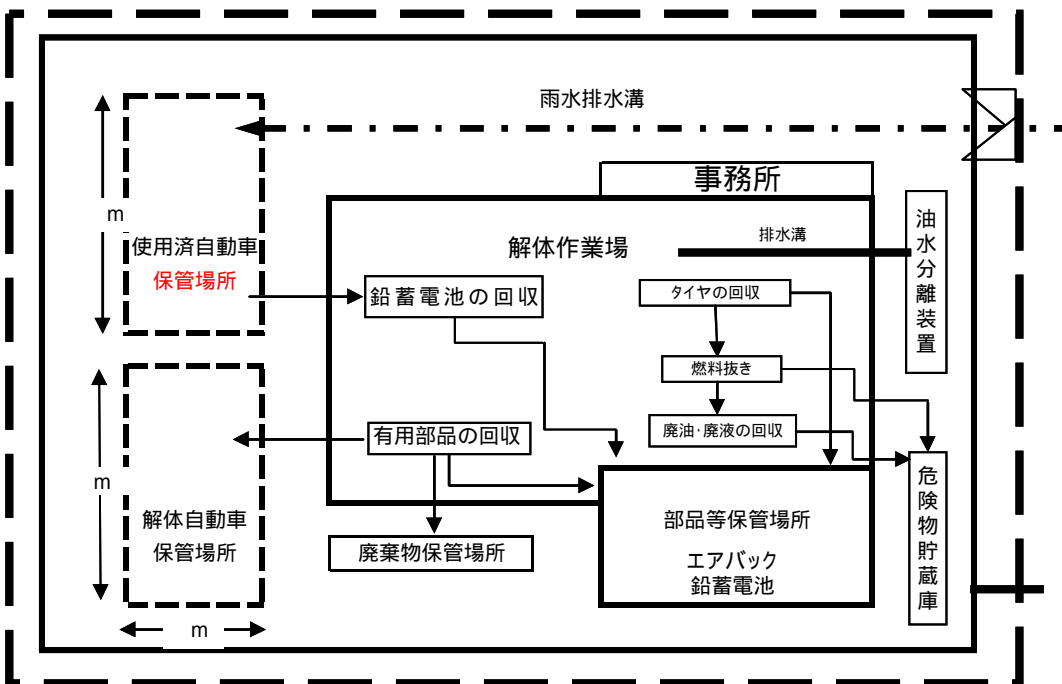 雨水排水溝
事務所
m
使用済自動車
保管場所
解体作業場
排水溝
油水分離装置
鉛蓄電池の回収
タイヤの回収
燃料抜き
有用部品の回収
廃油･廃液の回収
m
解体自動車
保管場所
廃棄物保管場所
部品等保管場所
エアバック
鉛蓄電池
危険物貯蔵庫
m